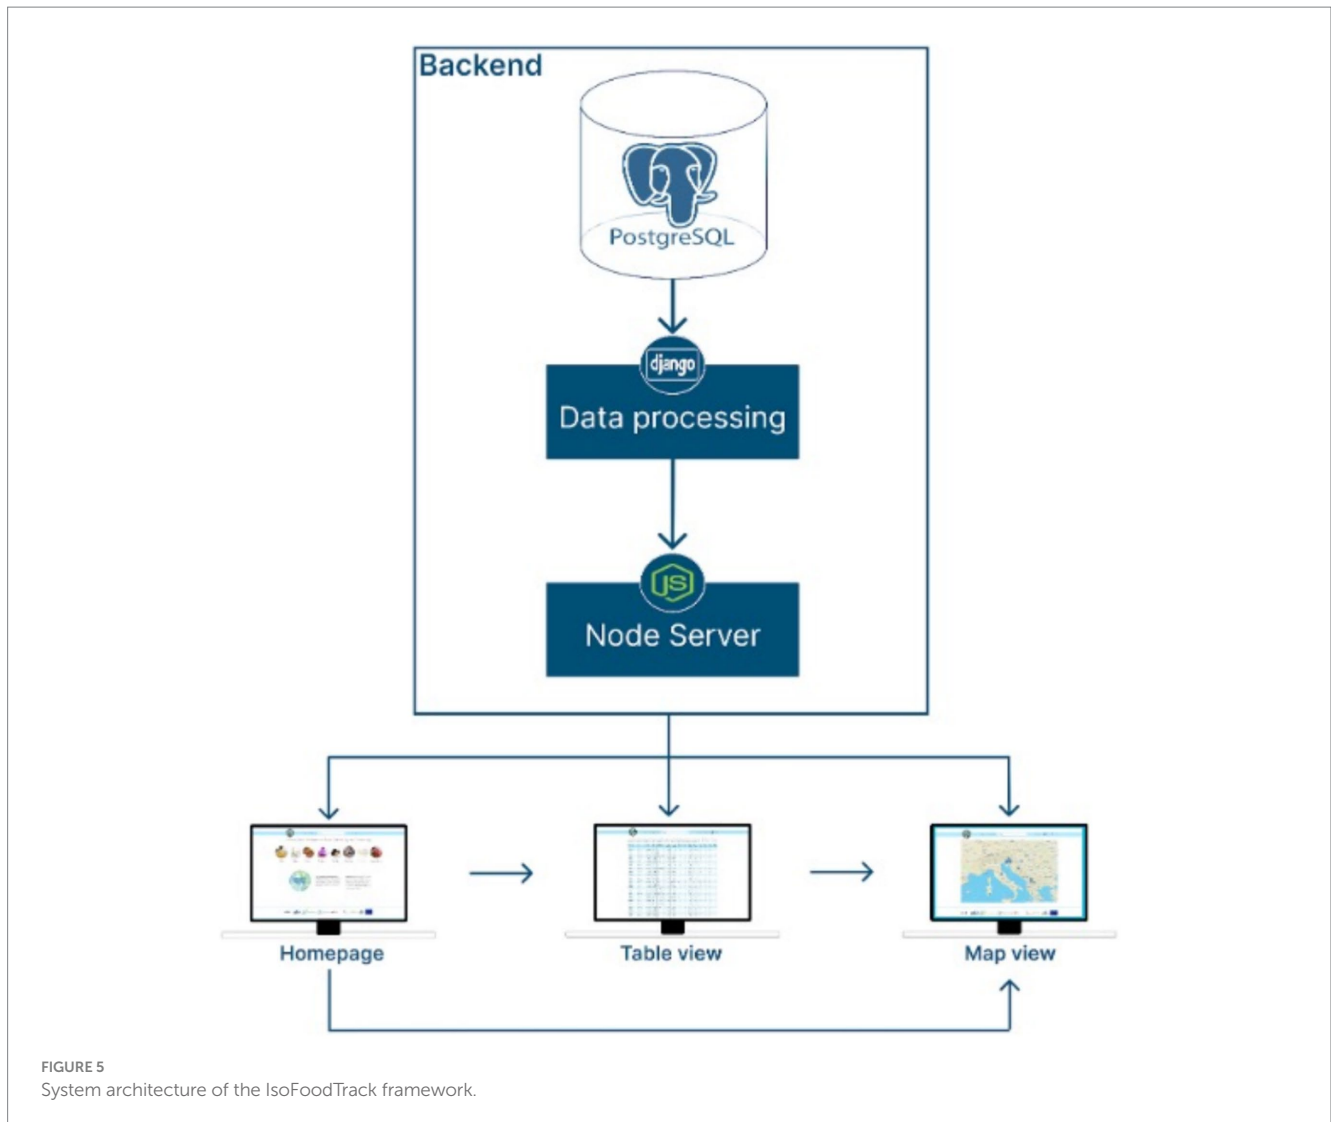 Backend
PostgreSQL
django
Data processing
JS
Node Server
Homepage
Table view
Map view
FIGURE 5
System architecture of the IsoFoodTrack framework.